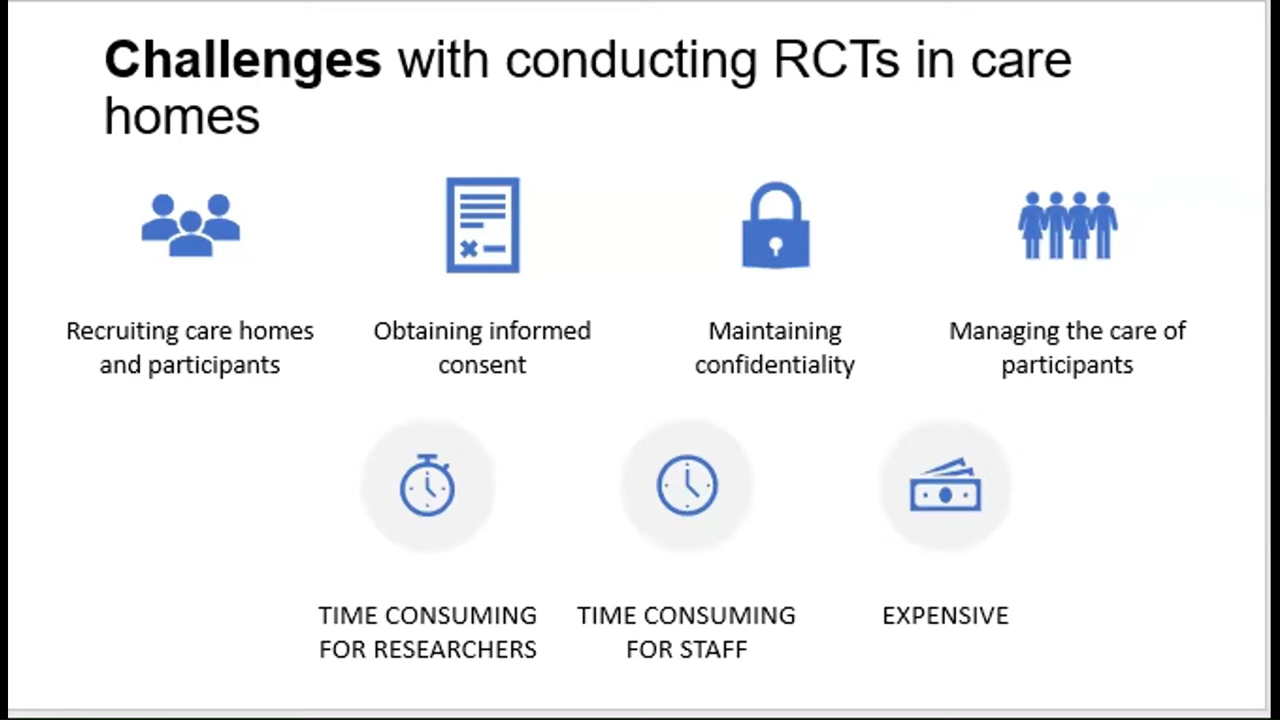 Challenges with conducting RCTs in care
homes
Recruiting care homes
and participants
Obtaining informed
consent
Maintaining
confidentiality
Managing the care of
participants
TIME CONSUMING
FOR RESEARCHERS
TIME CONSUMING
FOR STAFF
EXPENSIVE